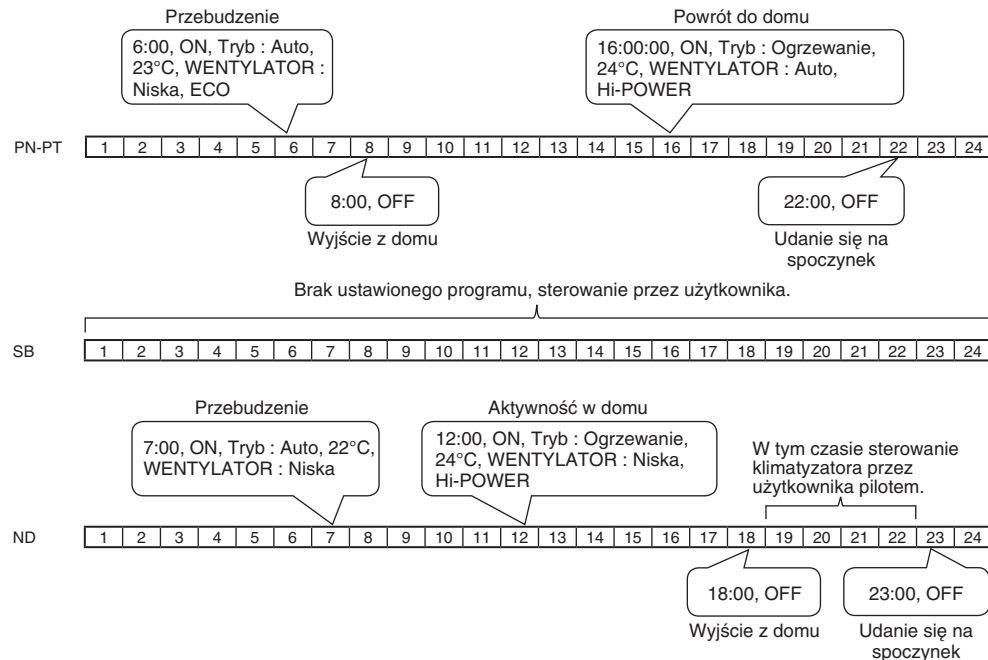 Przebudzenie
6:00, ON, Tryb : Auto,
23°C, WENTYLATOR :
Niska, ECO
Powrót do domu
16:00:00, ON, Tryb : Ogrzewanie,
24°C, WENTYLATOR : Auto,
Hi-POWER
PN-PT 1 2 3 4 5 6 7 8 9 10 11 12 13 14 15 16 17 18 19 20 21 22 23 24
8:00, OFF
Wyjście z domu
22:00, OFF
Udanie się na
spoczynek
Brak ustawionego programu, sterowanie przez użytkownika.
SB 1 2 3 4 5 6 7 8 9 10 11 12 13 14 15 16 17 18 19 20 21 22 23 24
Przebudzenie
7:00, ON, Tryb : Auto, 22°C,
WENTYLATOR : Niska
Aktywność w domu
12:00, ON, Tryb : Ogrzewanie,
24°C, WENTYLATOR : Niska,
Hi-POWER
W tym czasie sterowanie
klimatyzatora przez
użytkownika pilotem.
ND 1 2 3 4 5 6 7 8 9 10 11 12 13 14 15 16 17 18 19 20 21 22 23 24
18:00, OFF
Wyjście z domu
23:00, OFF
Udanie się na
spoczynek